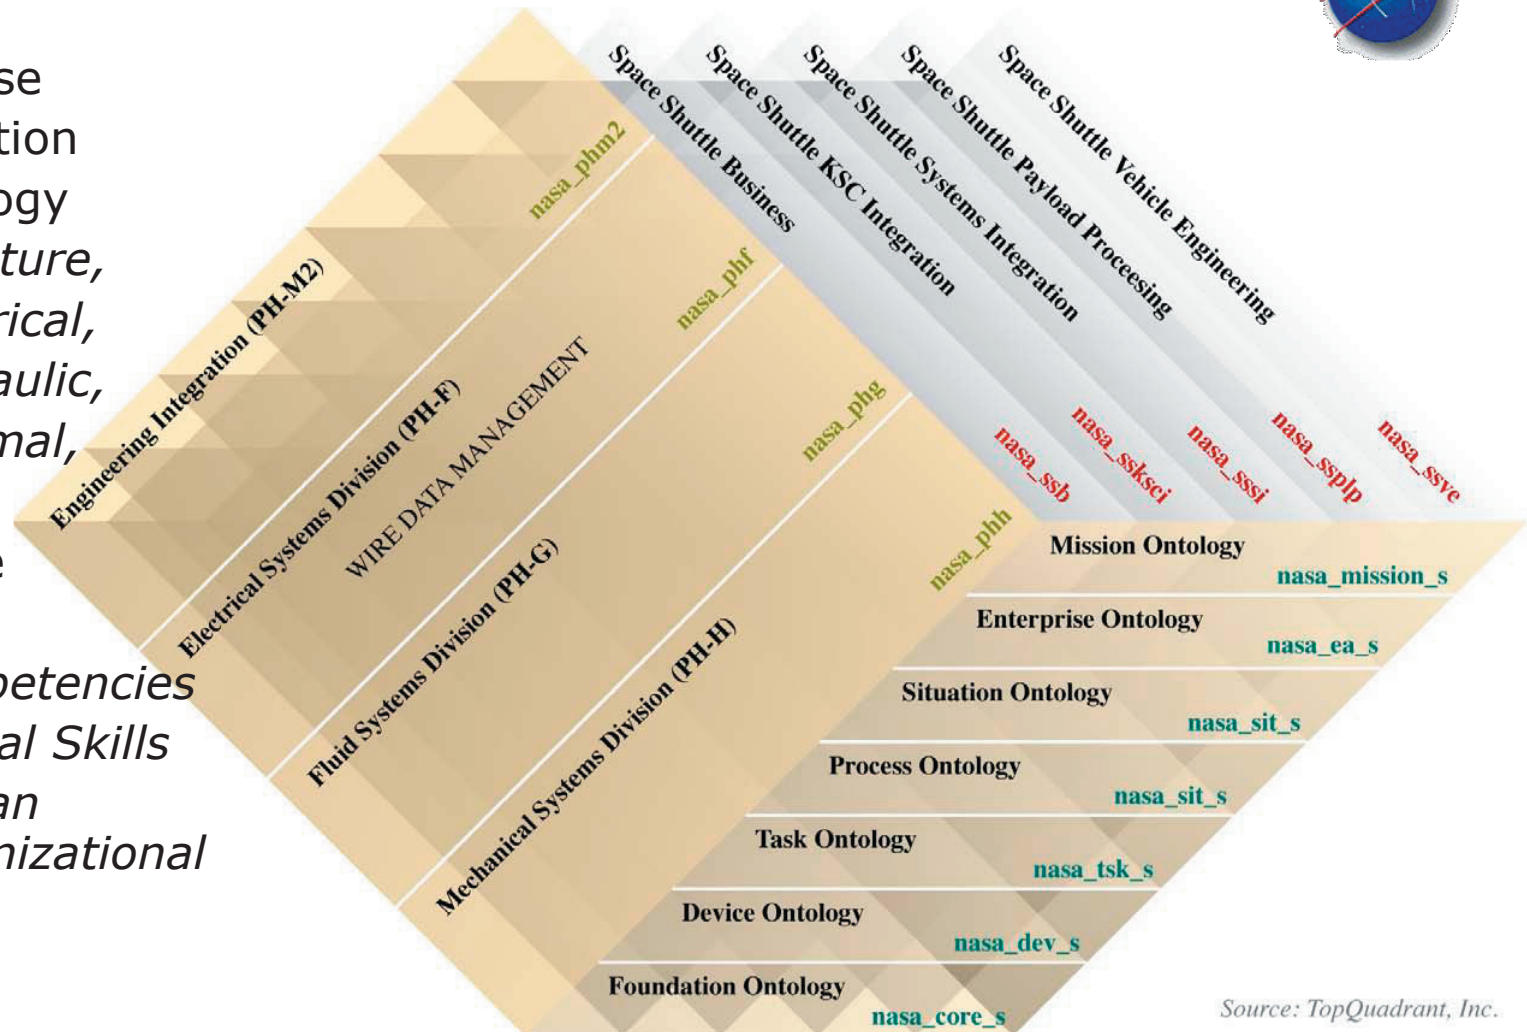 se
tion
ogy
ture,
rical,
aulic,
mal,
e
petencies
al Skills
an
nizational
Engineering Integration (PH-M2)
nasa_phm2
Electrical Systems Division (PH-F)
nasa_phf
WIRE DATA MANAGEMENT
Fluid Systems Division (PH-G)
nasa_phg
Mechanical Systems Division (PH-H)
nasa_phh
Space Shuttle Business
nasa_ssb
Space Shuttle KSC Integration
nasa_ssksci
Space Shuttle Systems Integration
nasa_sssi
Space Shuttle Payload Proceesing
nasa_ssplp
Space Shuttle Vehicle Engineering
nasa_ssve
Mission Ontology
nasa_mission_s
Enterprise Ontology
nasa_ea_s
Situation Ontology
nasa_sit_s
Process Ontology
nasa_sit_s
Task Ontology
nasa_tsk_s
Device Ontology
nasa_dev_s
Foundation Ontology
nasa_core_s
Source: TopQuadrant, Inc.